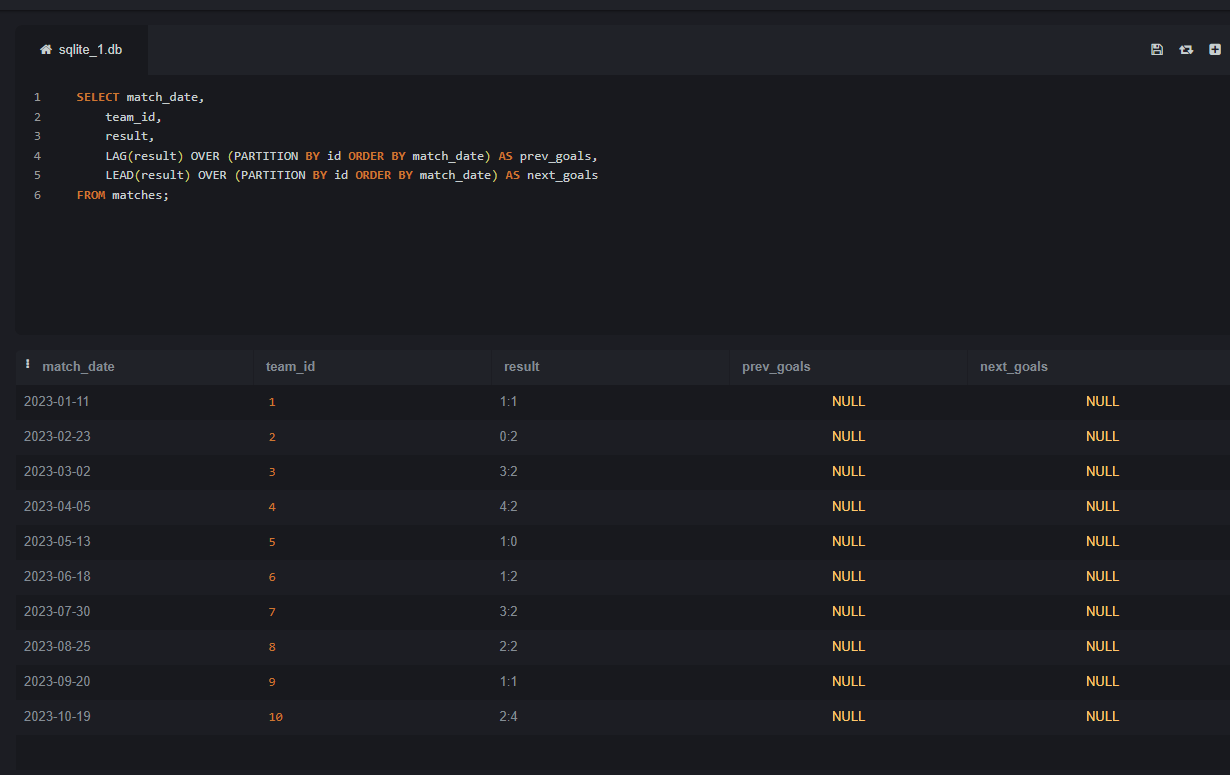 sqlite_1.db
1 SELECT match_date,
2 team_id,
3 result,
4 LAG(result) OVER (PARTITION BY id ORDER BY match_date) AS prev_goals,
5 LEAD(result) OVER (PARTITION BY id ORDER BY match_date) AS next_goals
6 FROM matches;
match_date team_id result prev_goals next_goals
2023-01-11 1 1:1 NULL NULL
2023-02-23 2 0:2 NULL NULL
2023-03-02 3 3:2 NULL NULL
2023-04-05 4 4:2 NULL NULL
2023-05-13 5 1:0 NULL NULL
2023-06-18 6 1:2 NULL NULL
2023-07-30 7 3:2 NULL NULL
2023-08-25 8 2:2 NULL NULL
2023-09-20 9 1:1 NULL NULL
2023-10-19 10 2:4 NULL NULL